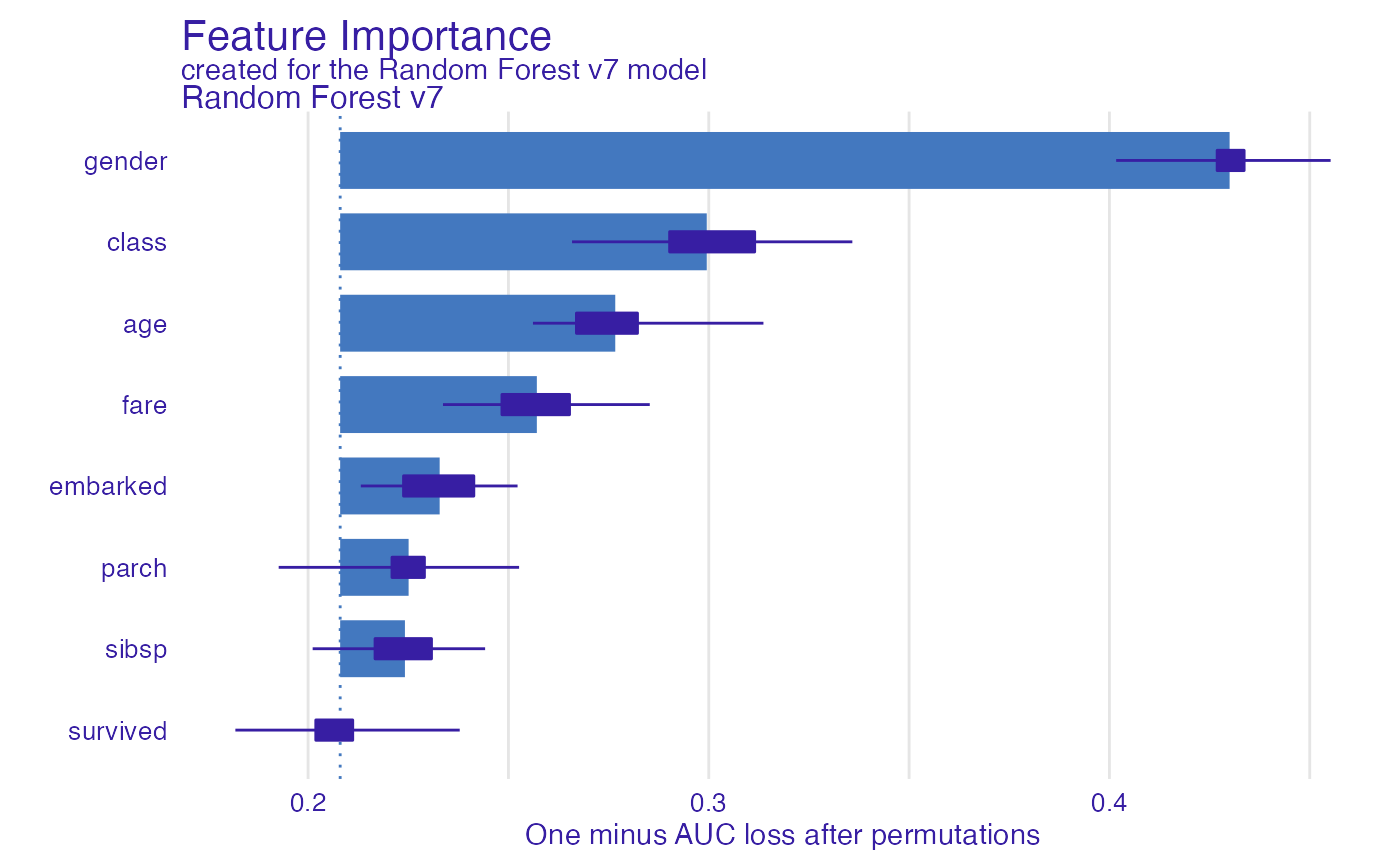 Feature Importance
created for the Random Forest v7 model
Random Forest v7
gender
class
age
fare
embarked
parch
sibsp
survived
0.2 0.3 0.4
One minus AUC loss after permutations